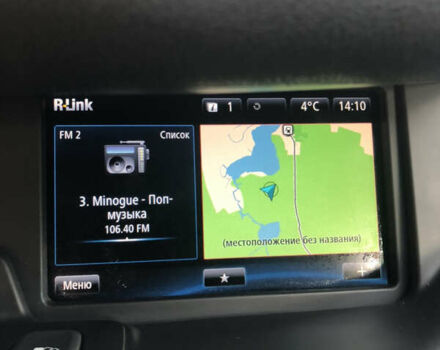 R-Link
1
4°C
14:10
FM 2
Список
3. Minogue - Поп-
музыка
106.40 FM
(местоположение без названия)
Меню